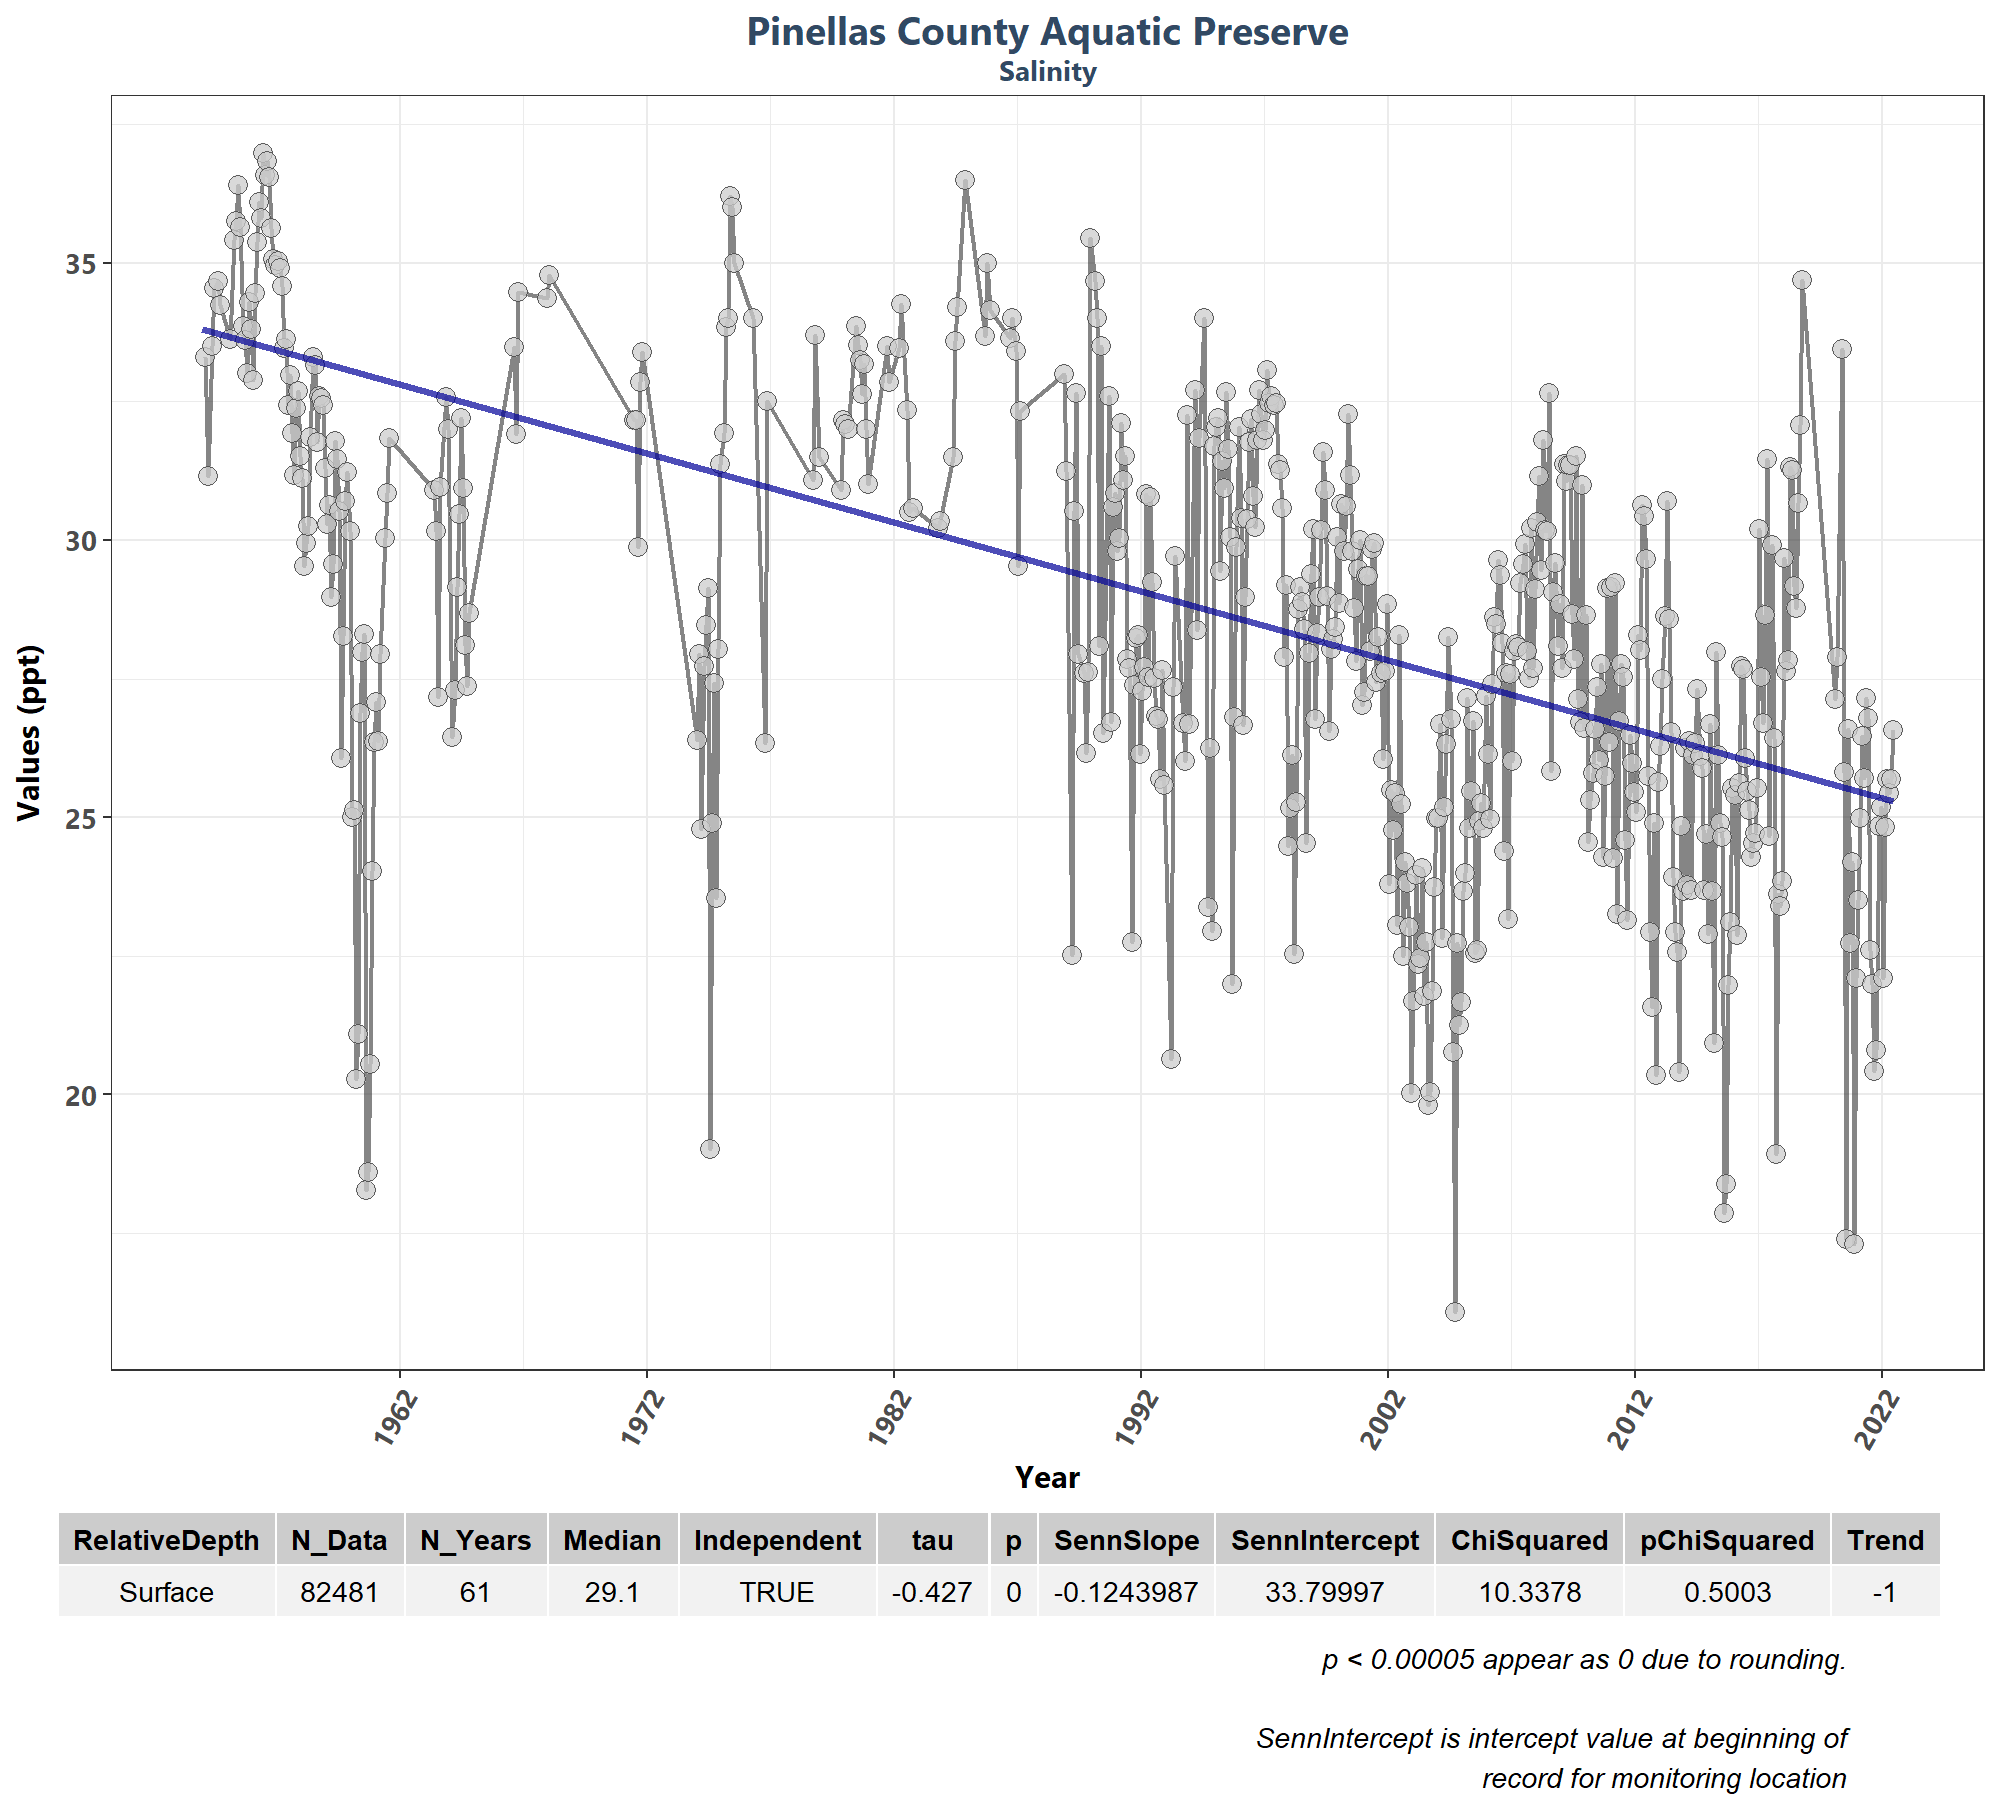 Pinellas County Aquatic Preserve
Salinity
Values (ppt)
35
30
25
20
1962 1972 1982 1992 2002 2012 2022
Year
RelativeDepth N_Data N_Years Median Independent tau p SennSlope SennIntercept ChiSquared pChiSquared Trend
Surface 82481 61 29.1 TRUE -0.427 0 -0.1243987 33.79997 10.3378 0.5003 -1
p < 0.00005 appear as 0 due to rounding.
SennIntercept is intercept value at beginning of
record for monitoring location